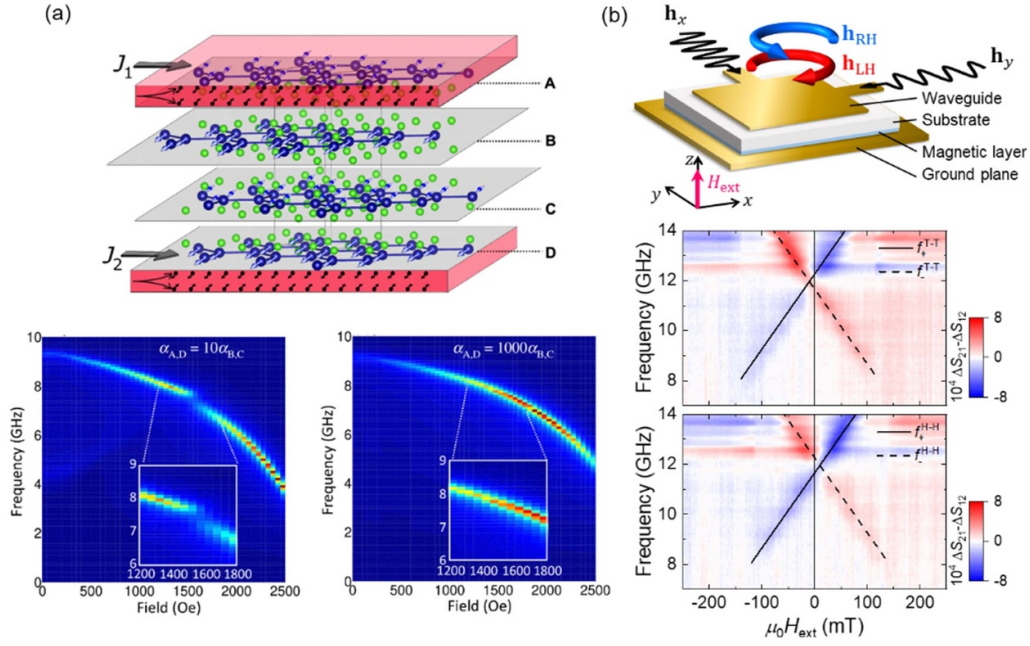 (a)
J1
A
B
C
D
J2
αA,D = 10αB,C
Frequency (GHz)
10
8
6
4
2
0
0 500 1000 1500 2000 2500
Field (Oe)
8
7
6
1200 1400 1600 1800
αA,D = 1000αB,C
Frequency (GHz)
10
8
6
4
2
0
0 500 1000 1500 2000 2500
Field (Oe)
9
8
7
6
1200 1400 1600 1800
(b)
hx
hRH
hLH
hy
Waveguide
Substrate
Magnetic layer
Ground plane
z
Hext
y
x
Frequency (GHz)
14
12
10
8
f+T-T
f-T-T
10⁴ ΔS21-ΔS12
8
0
-8
Frequency (GHz)
14
12
10
8
f+H-H
f-H-H
10⁴ ΔS21-ΔS12
8
0
-8
-200 -100 0 100 200
μ0Hext (mT)